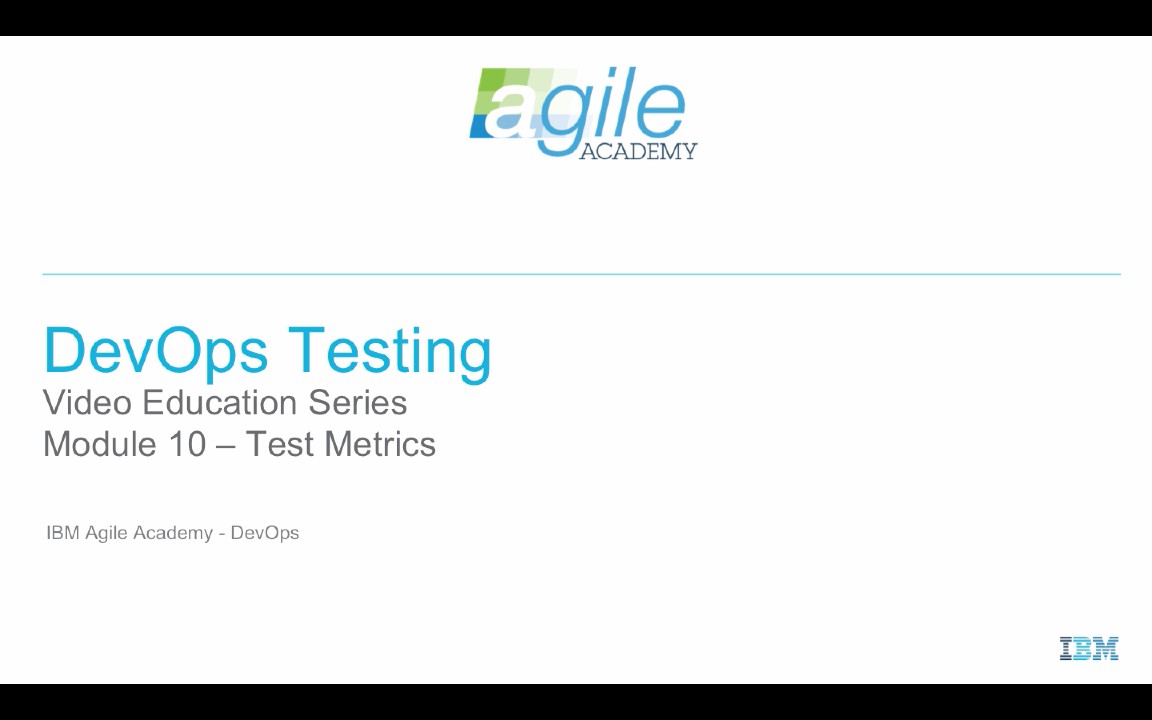 agile
ACADEMY
DevOps Testing
Video Education Series
Module 10 – Test Metrics
IBM Agile Academy - DevOps
IBM